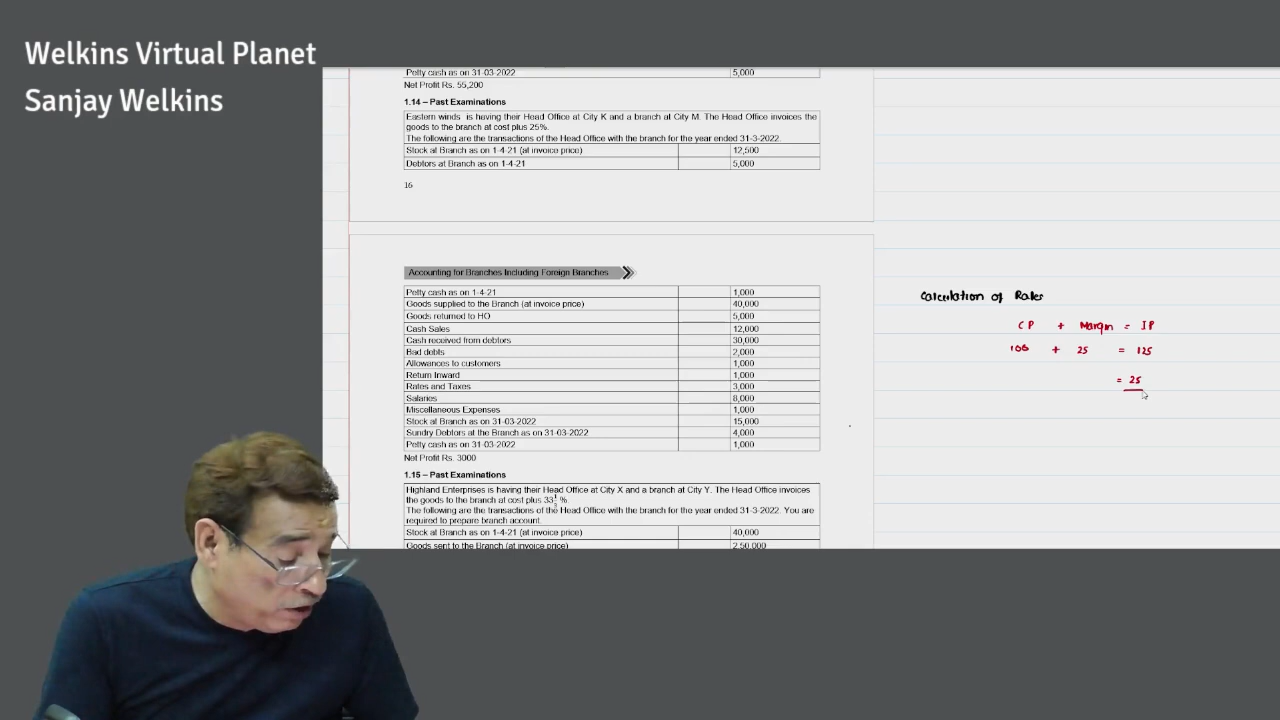 Welkins Virtual Planet
Sanjay Welkins
Petty cash as on 31-03-2022 5,000
Net Profit Rs. 55,200
1.14 – Past Examinations
Eastern winds is having their Head Office at City K and a branch at City M. The Head Office invoices the
goods to the branch at cost plus 25%.
The following are the transactions of the Head Office with the branch for the year ended 31-3-2022.
Stock at Branch as on 1-4-21 (at invoice price) 12,500
Debtors at Branch as on 1-4-21 5,000
16
Accounting for Branches Including Foreign Branches
Petty cash as on 1-4-21 1,000
Goods supplied to the Branch (at invoice price) 40,000
Goods returned to HO 5,000
Cash Sales 12,000
Cash received from debtors 30,000
Bad debts 2,000
Allowances to customers 1,000
Return Inward 1,000
Rates and Taxes 3,000
Salaries 8,000
Miscellaneous Expenses 1,000
Stock at Branch as on 31-03-2022 15,000
Sundry Debtors at the Branch as on 31-03-2022 4,000
Petty cash as on 31-03-2022 1,000
Net Profit Rs. 3000
1.15 – Past Examinations
Highland Enterprises is having their Head Office at City X and a branch at City Y. The Head Office invoices
the goods to the branch at cost plus 33 %.
The following are the transactions of the Head Office with the branch for the year ended 31-3-2022. You are
required to prepare branch account.
Stock at Branch as on 1-4-21 (at invoice price) 40,000
Goods sent to the Branch (at invoice price) 2,50,000
Calculation of Rates
CP + Margin = IP
100 + 25 = 125
= 25